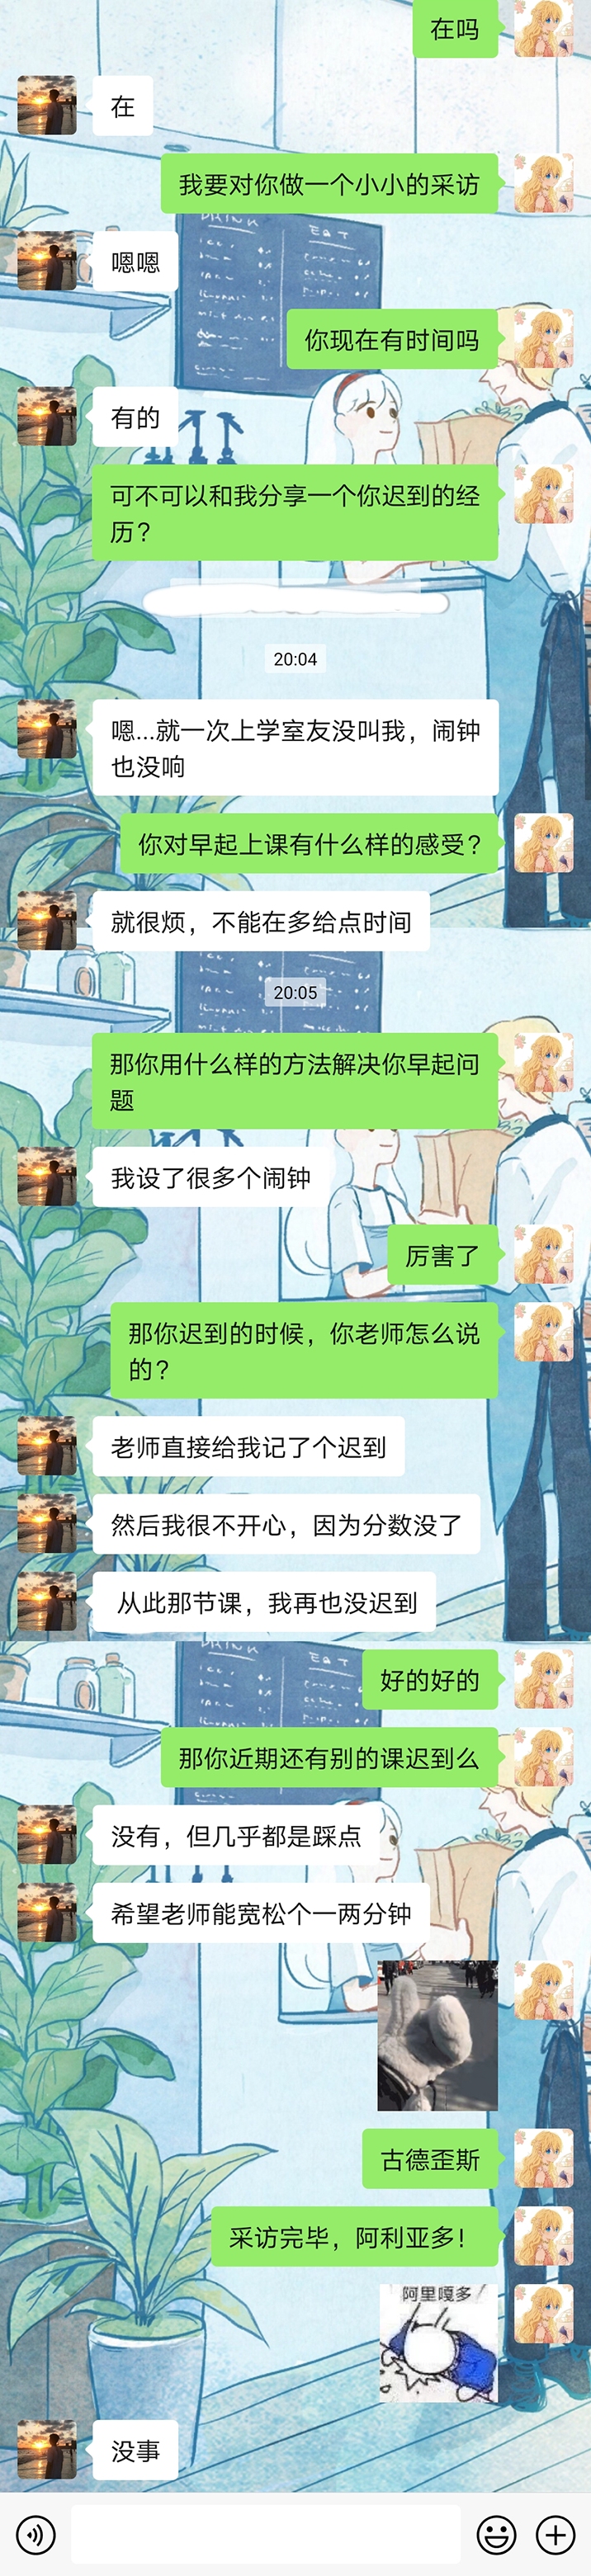 在吗
在
我要对你做一个小小的采访
DRINK
EAT
嗯嗯
你现在有时间吗
有的
可不可以和我分享一个你迟到的经
历？
20:04
嗯...就一次上学室友没叫我，闹钟
也没响
你对早起上课有什么样的感受？
就很烦，不能在多给点时间
20:05
那你用什么样的方法解决你早起问
题
我设了很多个闹钟
厉害了
那你迟到的时候，你老师怎么说
的？
老师直接给我记了个迟到
然后我很不开心，因为分数没了
从此那节课，我再也没迟到
DRINK
EAT
好的好的
那你近期还有别的课迟到么
没有，但几乎都是踩点
希望老师能宽松个一两分钟
古德歪斯
采访完毕，阿利亚多！
阿里嘎多
没事